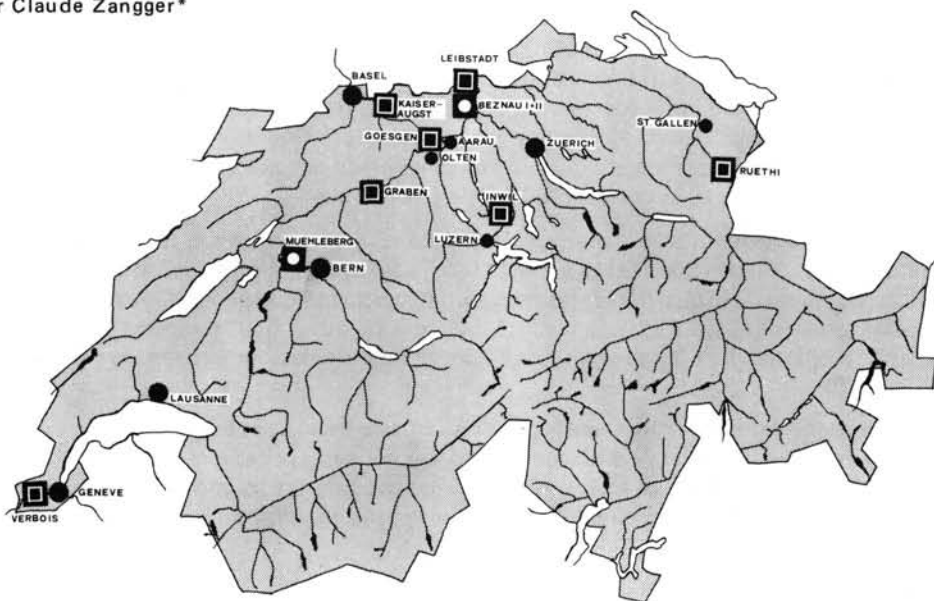 r Claude Zangger*
LEIBSTADT
BASEL
KAISER-
AUGST
BEZNAU I+II
ST GALLEN
GOESGEN
AARAU
ZUERICH
OLTEN
RUETHI
GRABEN
INWIL
LUZERN
MUEHLEBERG
BERN
LAUSANNE
GENEVE
VERBOIS